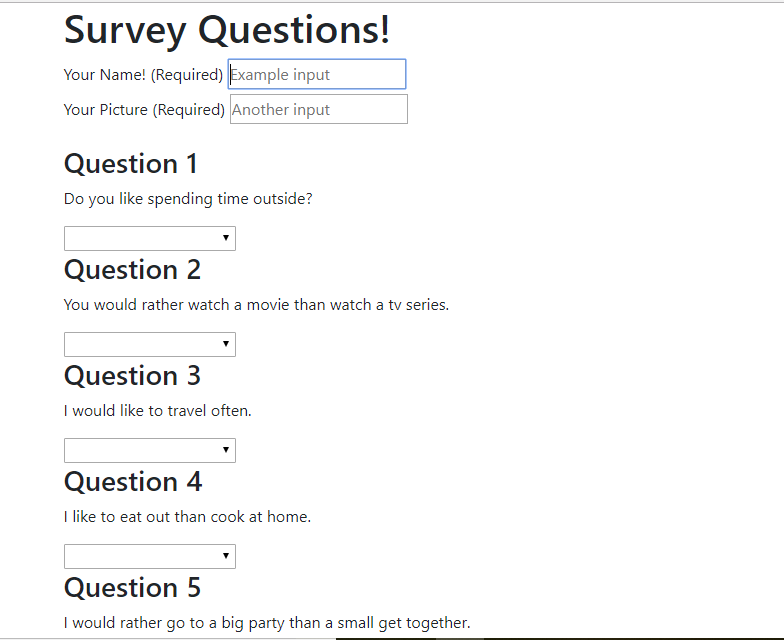 Survey Questions!
Your Name! (Required) Example input
Your Picture (Required) Another input
Question 1
Do you like spending time outside?
Question 2
You would rather watch a movie than watch a tv series.
Question 3
I would like to travel often.
Question 4
I like to eat out than cook at home.
Question 5
I would rather go to a big party than a small get together.